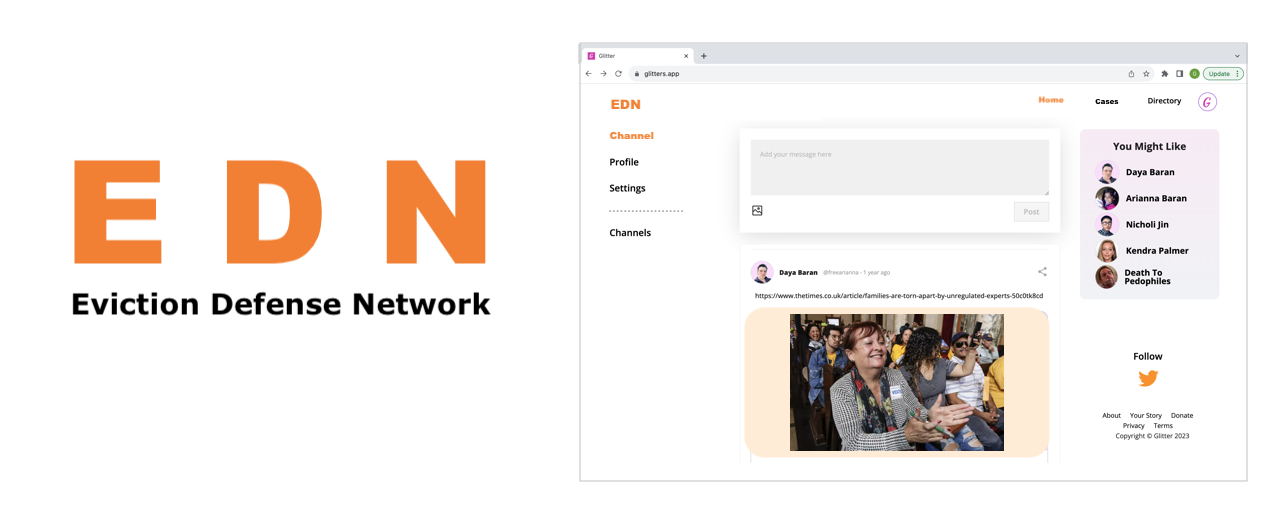 E D N
Eviction Defense Network
Glitter
glitters.app
Update
EDN
Home
Cases
Directory
G
Channel
Profile
Settings
Channels
Add your message here
Post
Daya Baran @freearianna - 1 year ago
https://www.thetimes.co.uk/article/families-are-torn-apart-by-unregulated-experts-50c0tk8cd
You Might Like
Daya Baran
Arianna Baran
Nicholi Jin
Kendra Palmer
Death To
Pedophiles
Follow
About Your Story Donate
Privacy Terms
Copyright © Glitter 2023